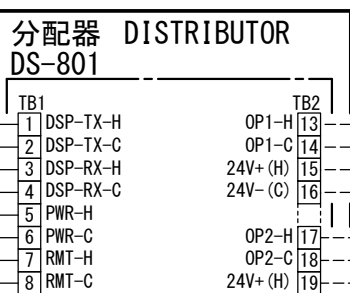 分配器 DISTRIBUTOR
DS-801
TB1 TB2
1 DSP-TX-H OP1-H 13
2 DSP-TX-C OP1-C 14
3 DSP-RX-H 24V+(H) 15
4 DSP-RX-C 24V-(C) 16
5 PWR-H
6 PWR-C OP2-H 17
7 RMT-H OP2-C 18
8 RMT-C 24V+(H) 19